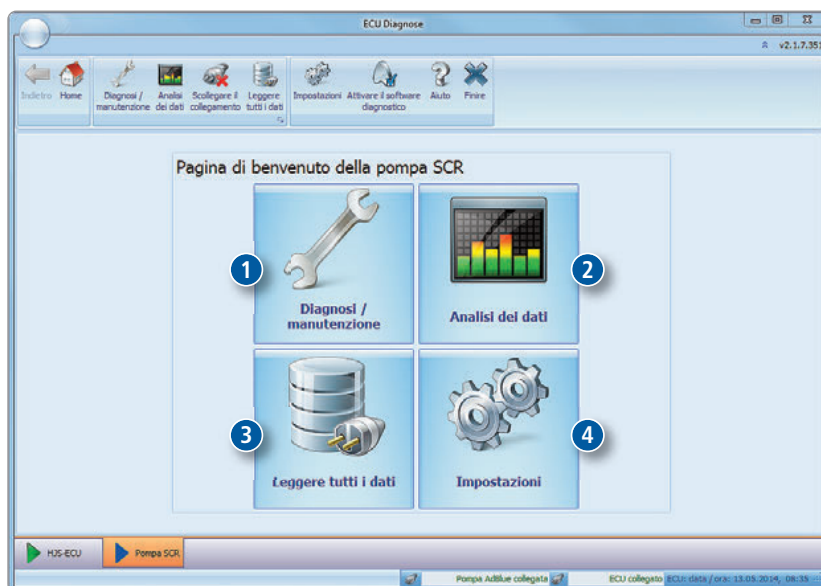 ECU Diagnose
v2.1.7.351
Indietro
Home
Diagnosi /
manutenzione
Analisi
dei dati
Scollegare il
collegamento
Leggere
tutti i dati
Impostazioni
Attivare il software
diagnostico
Aiuto
Finire
Pagina di benvenuto della pompa SCR
1
Diagnosi /
manutenzione
2
Analisi dei dati
3
Leggere tutti i dati
4
Impostazioni
HJS-ECU
Pompa SCR
Pompa AdBlue collegata
ECU collegato
ECU: data / ora: 13.05.2014, 08:35